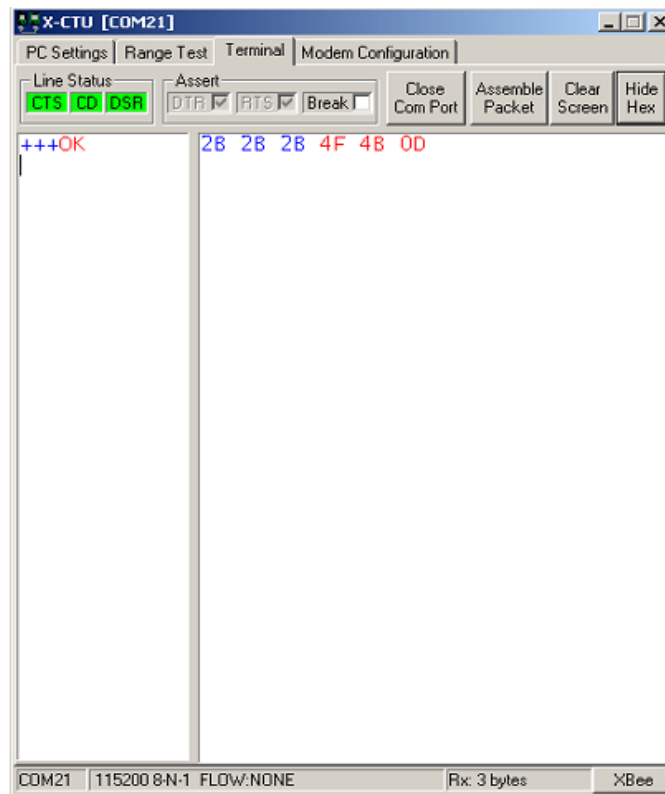 X-CTU [COM21]
PC Settings Range Test Terminal Modem Configuration
Line Status Assert
CTS CD DSR DTR RTS Break
Close Com Port
Assemble Packet
Clear Screen
Hide Hex
+++OK 2B 2B 2B 4F 4B 0D
COM21 115200 8-N-1 FLOW:NONE Rx: 3 bytes XBee